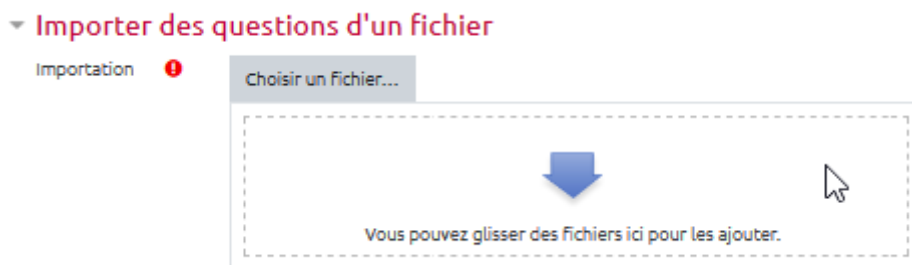 Importer des questions d'un fichier
Importation
Choisir un fichier...
Vous pouvez glisser des fichiers ici pour les ajouter.